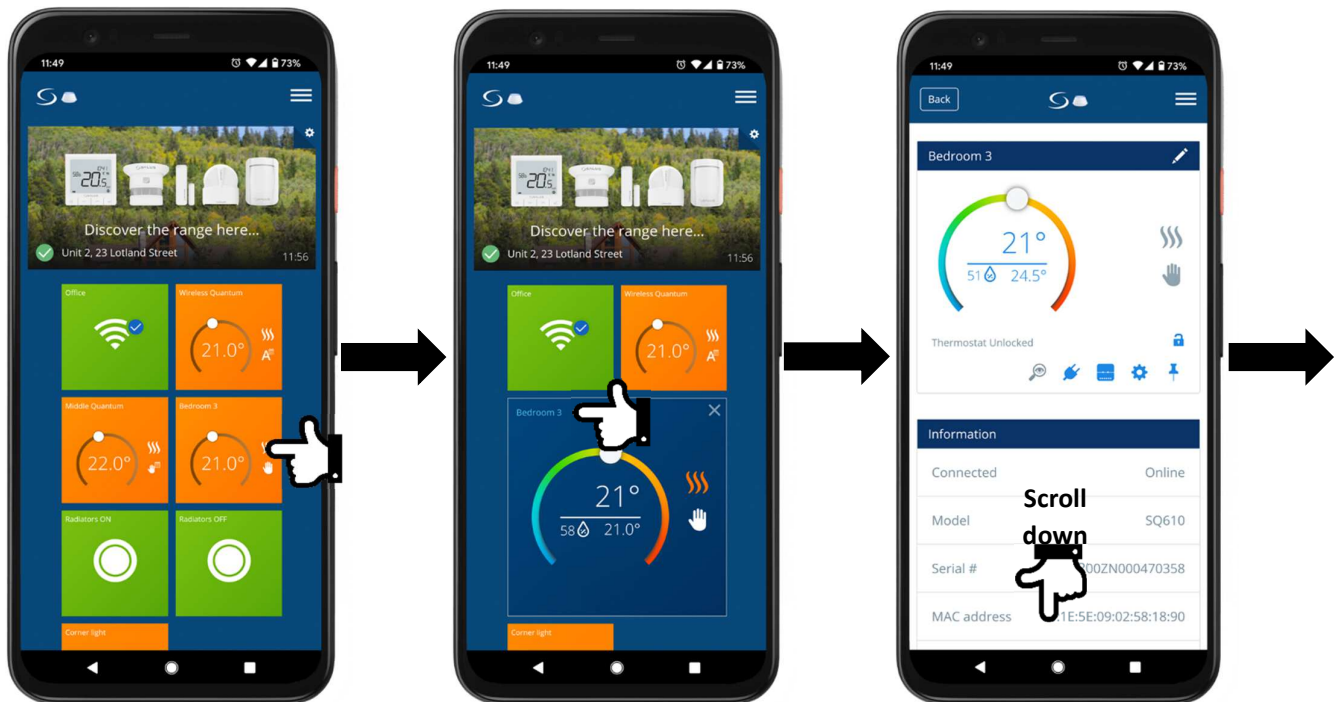 11:49
73%
Discover the range here...
Unit 2, 23 Lotland Street
11:56
Office
Wireless Quantum
21.0°
A
Middle Quantum
Bedroom 3
22.0°
21.0°
Radiators ON
Radiators OFF
Corner light
11:49
73%
Discover the range here...
Unit 2, 23 Lotland Street
11:56
Office
Wireless Quantum
21.0°
A
Bedroom 3
21°
58 21.0°
Corner light
11:49
73%
Back
Bedroom 3
21°
51 24.5°
Thermostat Unlocked
Information
Connected Online
Model SQ610
Scroll
down
Serial # 00ZN000470358
MAC address 1E:5E:09:02:58:18:90